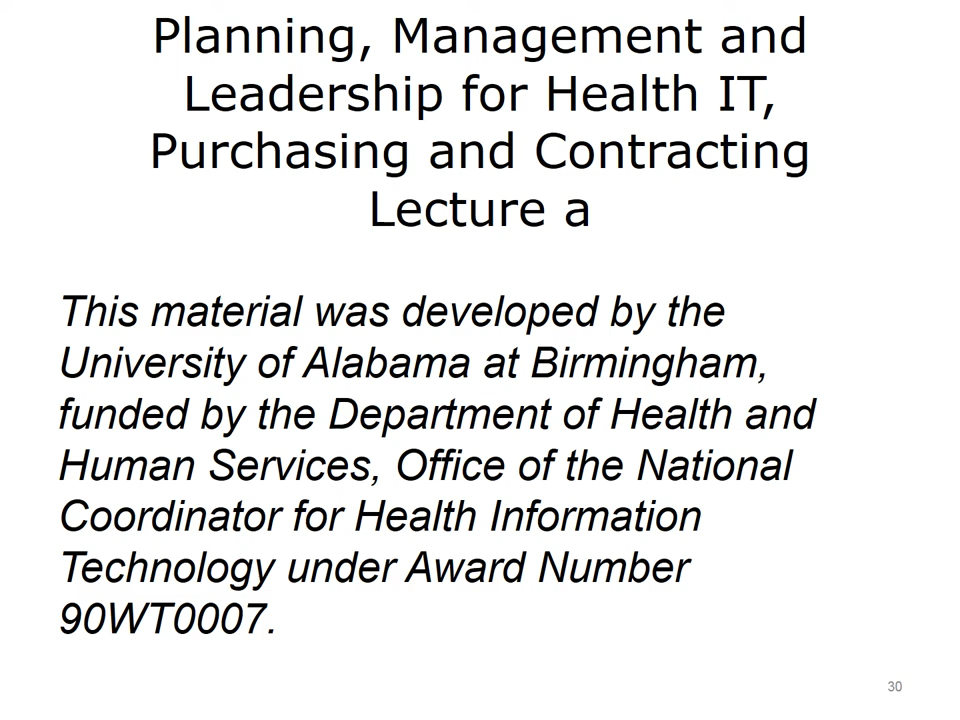 Planning, Management and
Leadership for Health IT,
Purchasing and Contracting
Lecture a
This material was developed by the
University of Alabama at Birmingham,
funded by the Department of Health and
Human Services, Office of the National
Coordinator for Health Information
Technology under Award Number
90WT0007.
30